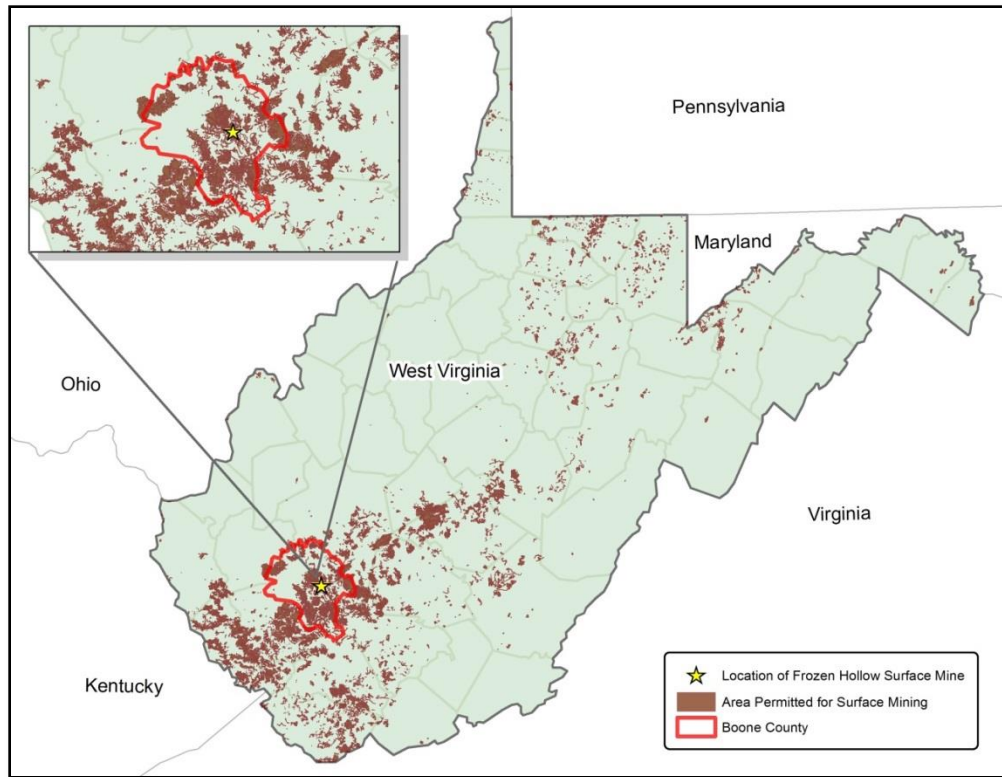 Pennsylvania
Maryland
West Virginia
Ohio
Virginia
Kentucky
Location of Frozen Hollow Surface Mine
Area Permitted for Surface Mining
Boone County